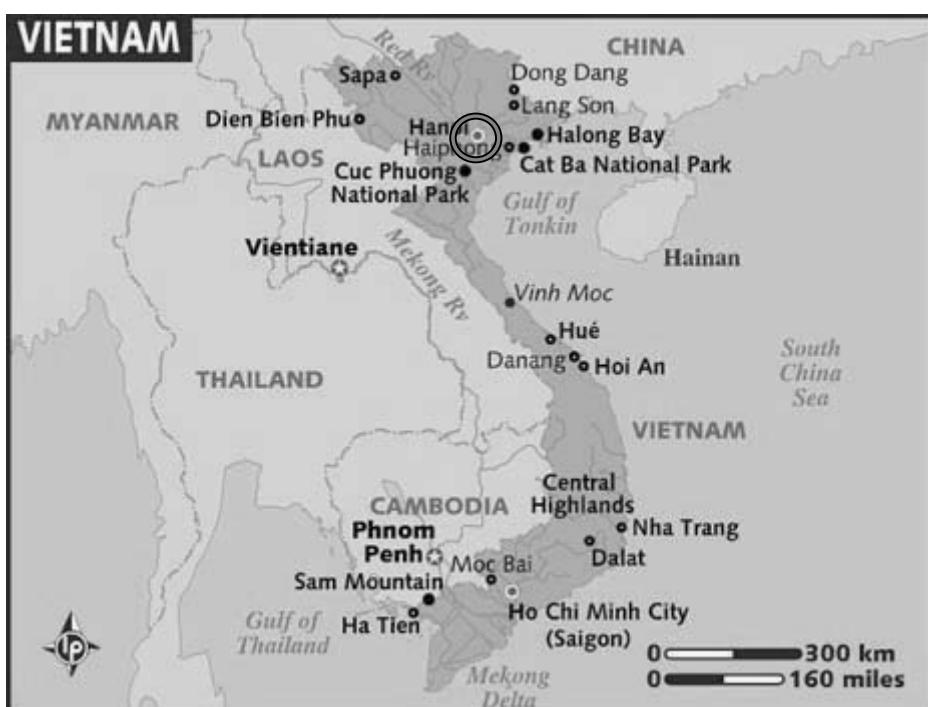 VIETNAM
CHINA
Red Rv
Sapa
Dong Dang
Lang Son
MYANMAR
Dien Bien Phu
Hanoi
Halong Bay
Haiphong
LAOS
Cat Ba National Park
Cuc Phuong
National Park
Gulf of
Tonkin
Vientiane
Mekong Rv
Hainan
Vinh Moc
Hué
Danang
Hoi An
South
China
Sea
THAILAND
VIETNAM
Central
Highlands
CAMBODIA
Nha Trang
Phnom
Penh
Dalat
Moc Bai
Sam Mountain
Ho Chi Minh City
(Saigon)
Gulf of
Thailand
Ha Tien
LP
0 300 km
0 160 miles
Mekong
Delta